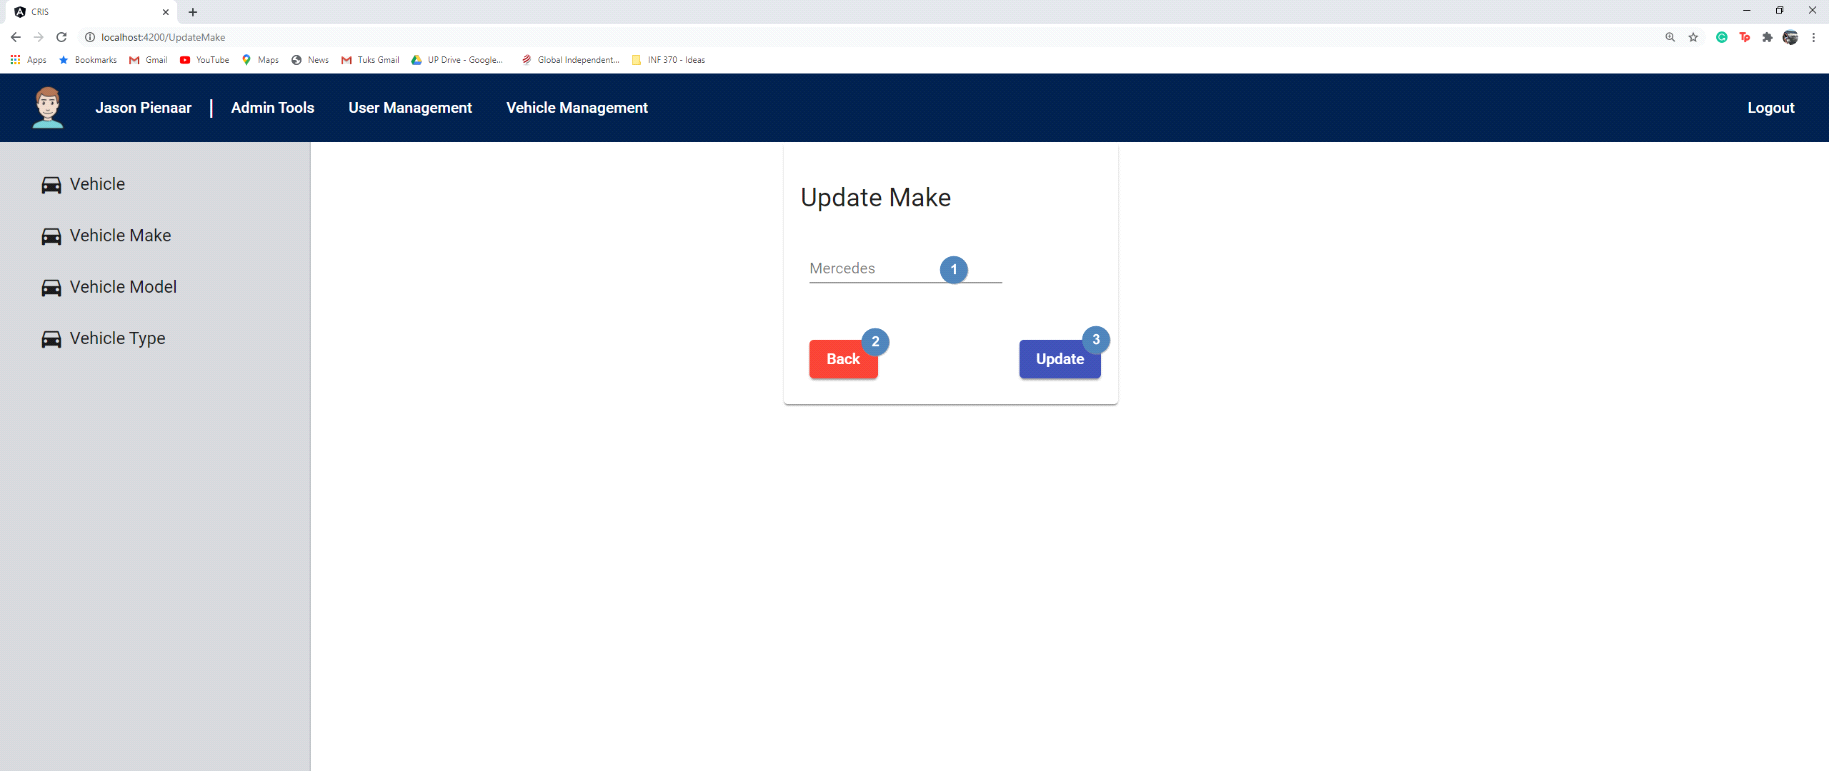 CRIS
localhost:4200/UpdateMake
Apps Bookmarks Gmail YouTube Maps News Tuks Gmail UP Drive - Google... Global Independent... INF 370 - Ideas
Jason Pienaar | Admin Tools User Management Vehicle Management Logout
Vehicle
Vehicle Make
Vehicle Model
Vehicle Type
Update Make
Mercedes 1
Back 2
Update 3